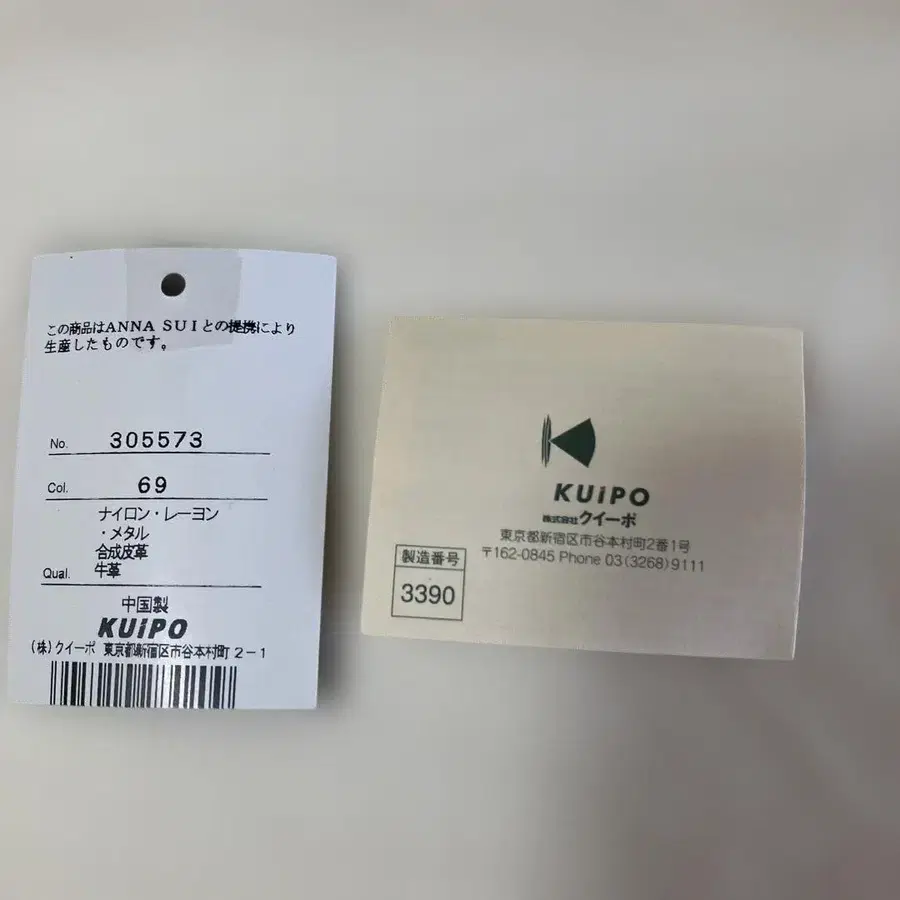 この商品はANNA SUIとの提携により
生産したものです。
No. 305573
Col. 69
ナイロン・レーヨン
・メタル
合成皮革
Qual. 牛革
中国製
KUiPO
(株)クイーポ 東京都新宿区市谷本村町2-1
KUiPO
株式会社クイーポ
東京都新宿区市谷本村町2番1号
〒162-0845 Phone 03(3268)9111
製造番号
3390